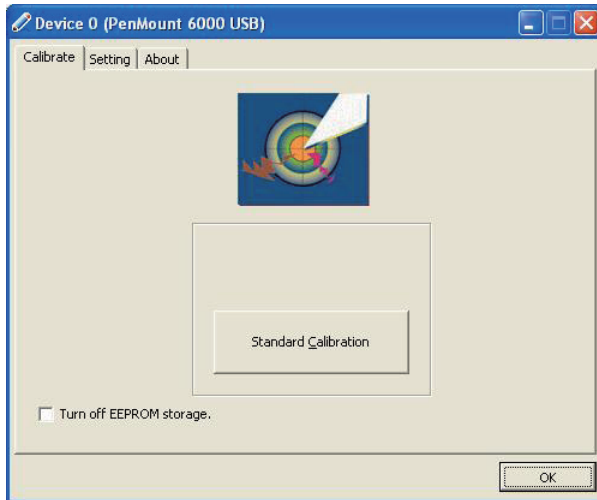 Device 0 (PenMount 6000 USB)
Calibrate Setting About
Standard Calibration
Turn off EEPROM storage.
OK